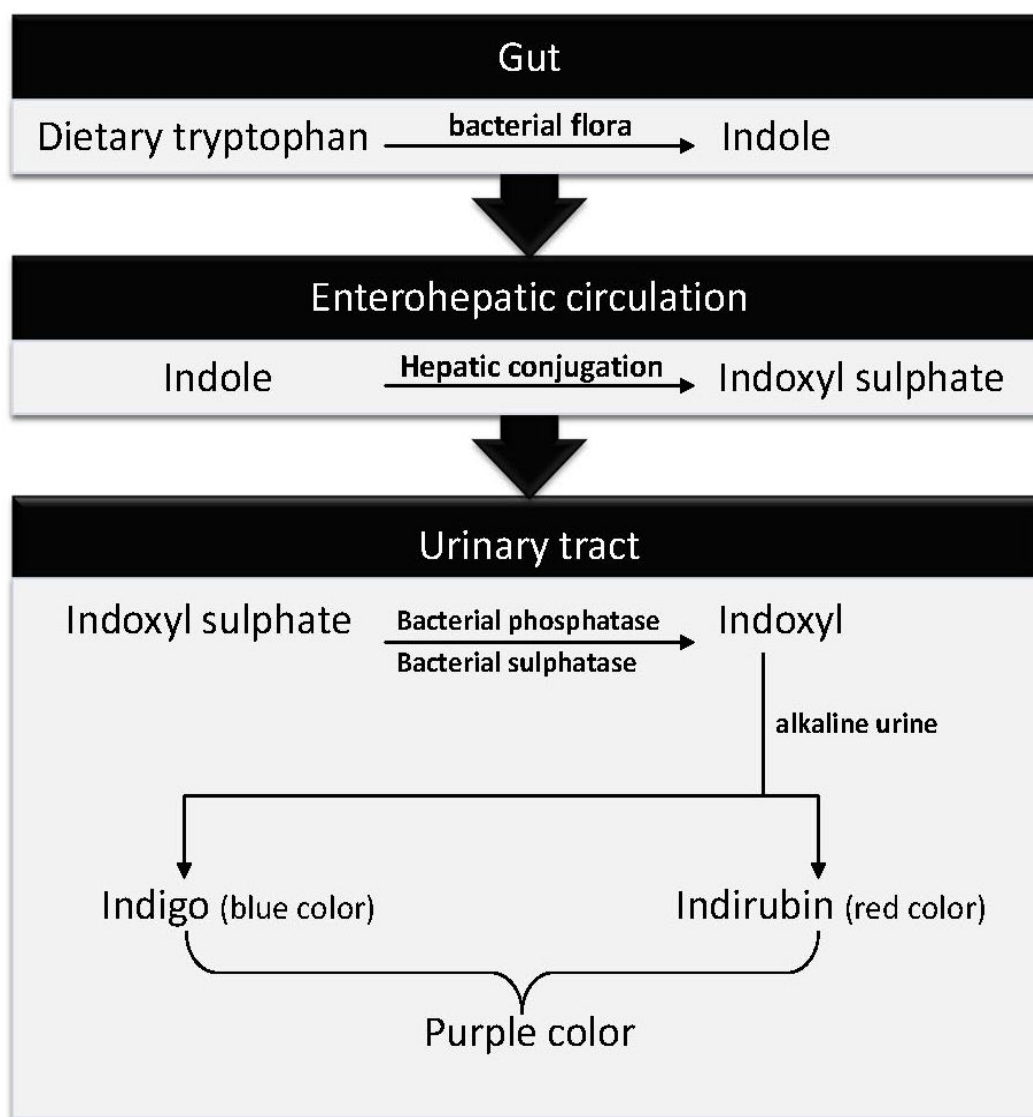 Gut
Dietary tryptophan bacterial flora Indole
Enterohepatic circulation
Indole Hepatic conjugation Indoxyl sulphate
Urinary tract
Indoxyl sulphate Bacterial phosphatase Indoxyl
Bacterial sulphatase
alkaline urine
Indigo (blue color) Indirubin (red color)
Purple color